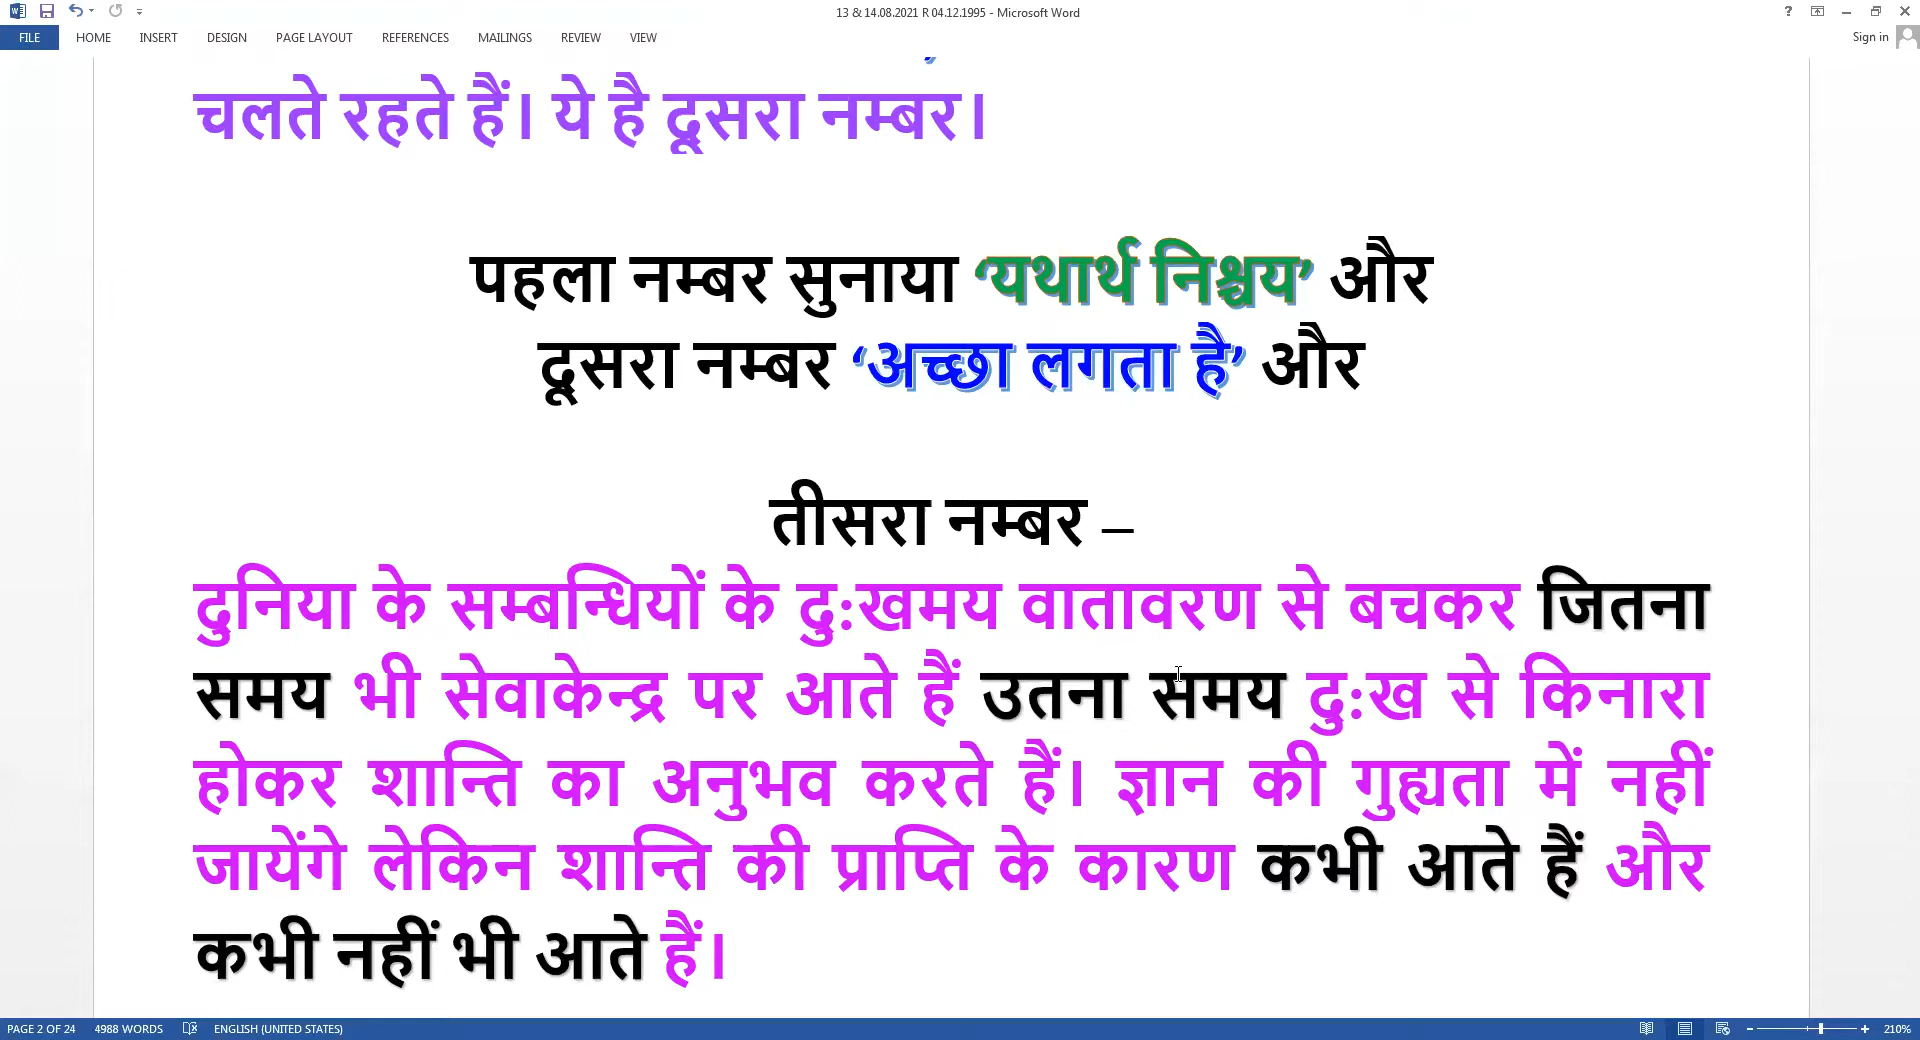 13 & 14.08.2021 R 04.12.1995 - Microsoft Word
FILE HOME INSERT DESIGN PAGE LAYOUT REFERENCES MAILINGS REVIEW VIEW Sign in
चलते रहते हैं। ये है दूसरा नम्बर।
पहला नम्बर सुनाया ‘यथार्थ निश्चय’ और
दूसरा नम्बर ‘अच्छा लगता है’ और
तीसरा नम्बर –
दुनिया के सम्बन्धियों के दुःखमय वातावरण से बचकर जितना
समय भी सेवाकेन्द्र पर आते हैं उतना समय दुःख से किनारा
होकर शान्ति का अनुभव करते हैं। ज्ञान की गुह्यता में नहीं
जायेंगे लेकिन शान्ति की प्राप्ति के कारण कभी आते हैं और
कभी नहीं भी आते हैं।
PAGE 2 OF 24 4988 WORDS ENGLISH (UNITED STATES) 210%